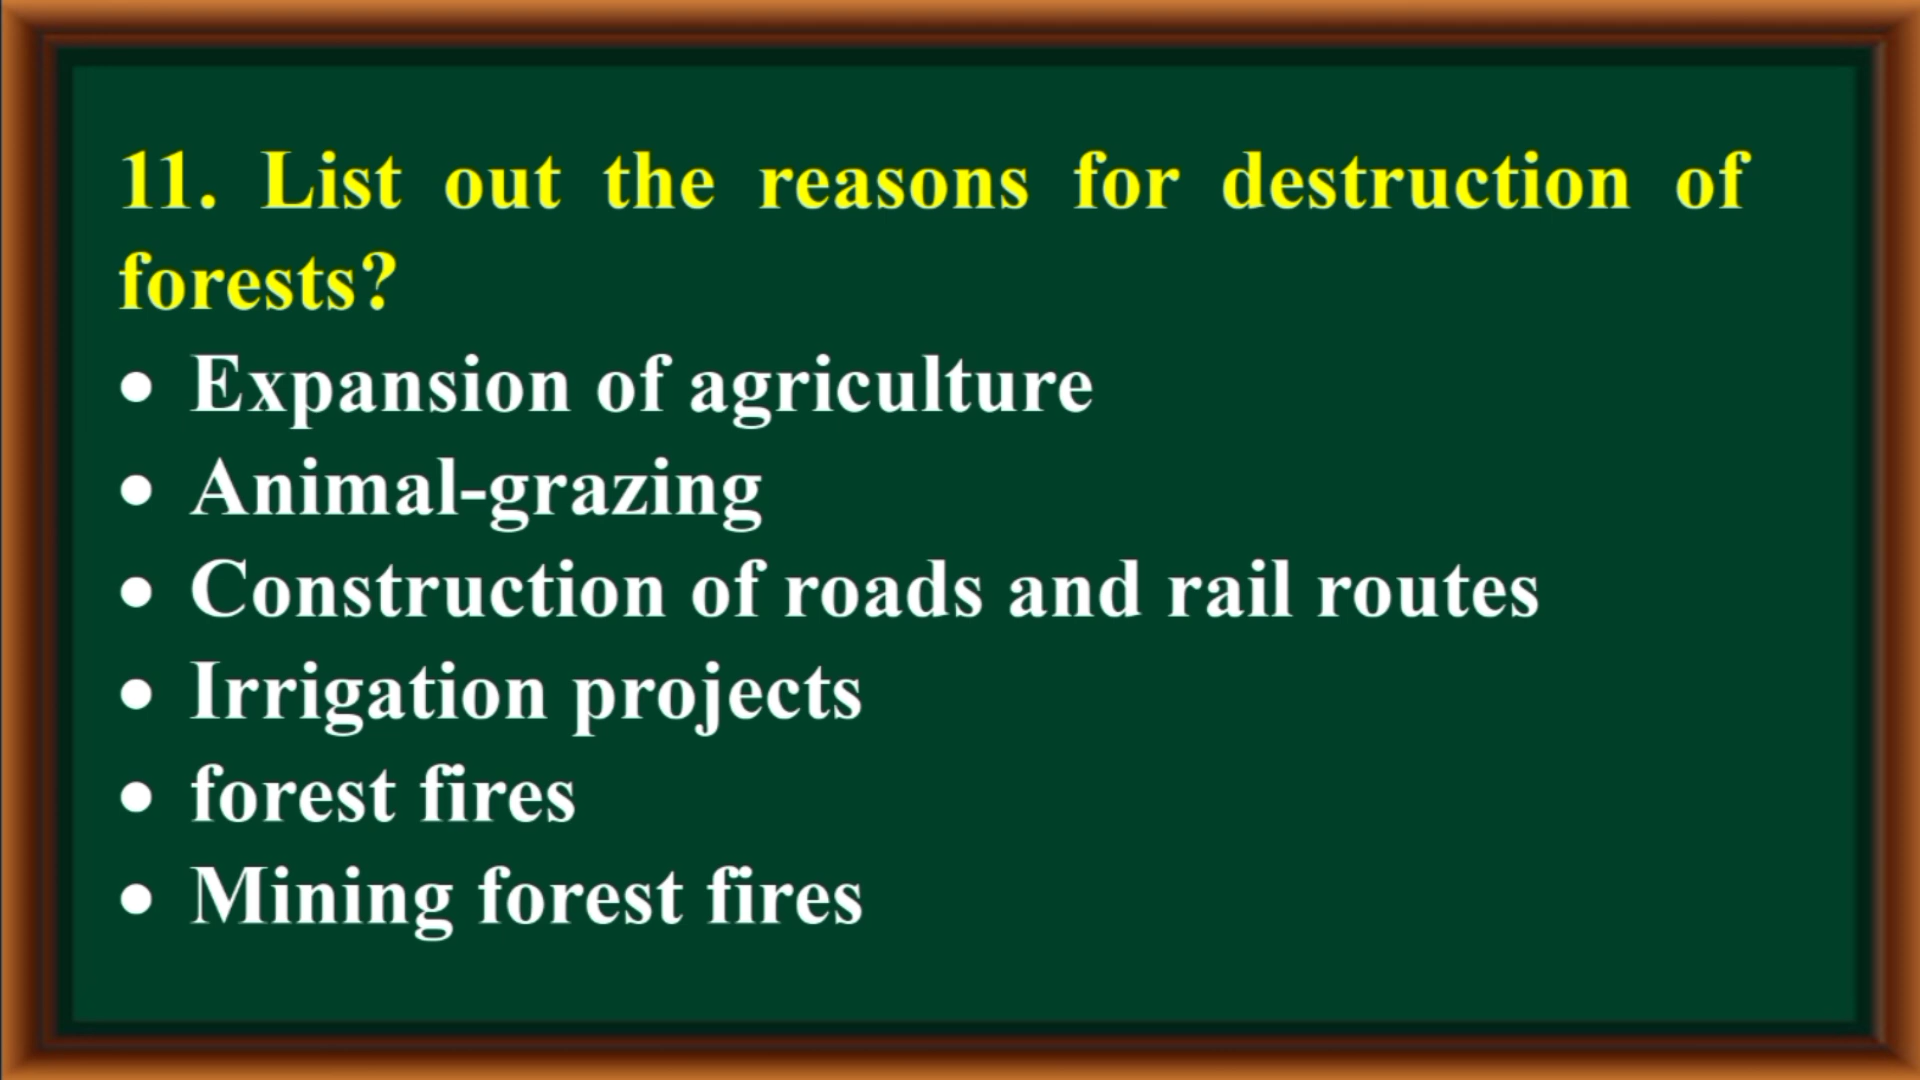 11. List out the reasons for destruction of
forests?
• Expansion of agriculture
• Animal-grazing
• Construction of roads and rail routes
• Irrigation projects
• forest fires
• Mining forest fires